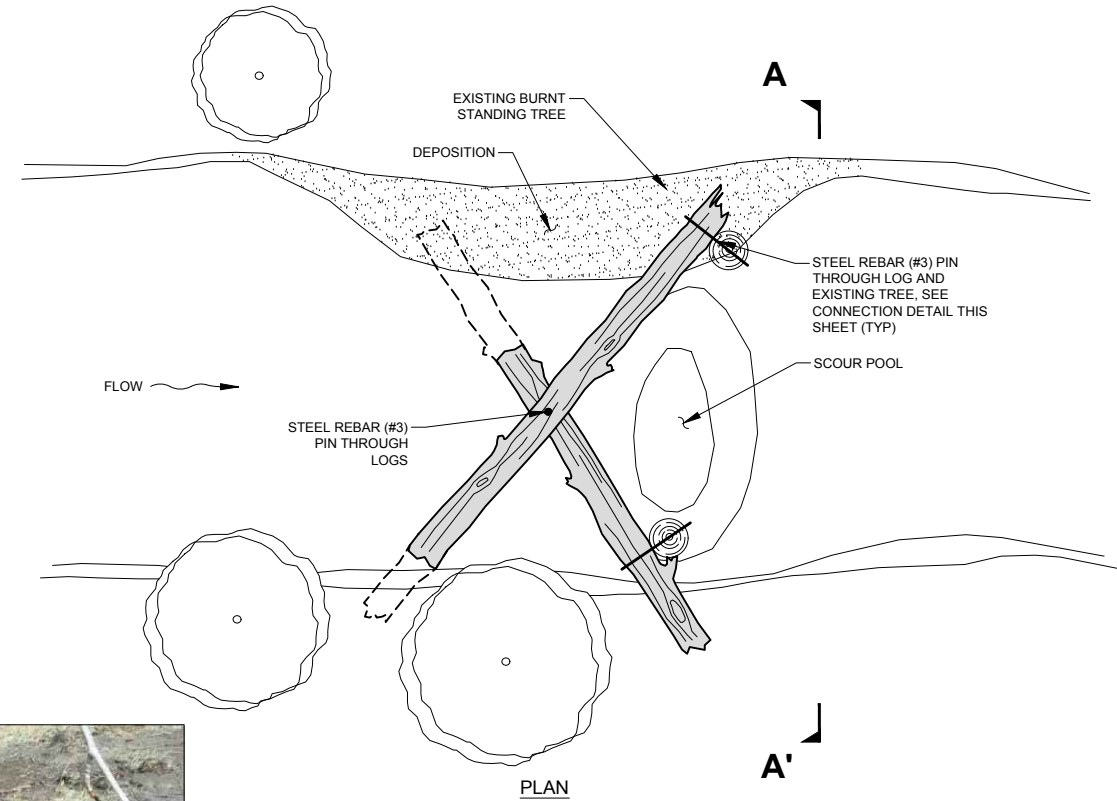 A
EXISTING BURNT
STANDING TREE
DEPOSITION
STEEL REBAR (#3) PIN
THROUGH LOG AND
EXISTING TREE, SEE
CONNECTION DETAIL THIS
SHEET (TYP)
SCOUR POOL
FLOW
STEEL REBAR (#3)
PIN THROUGH
LOGS
A'
PLAN